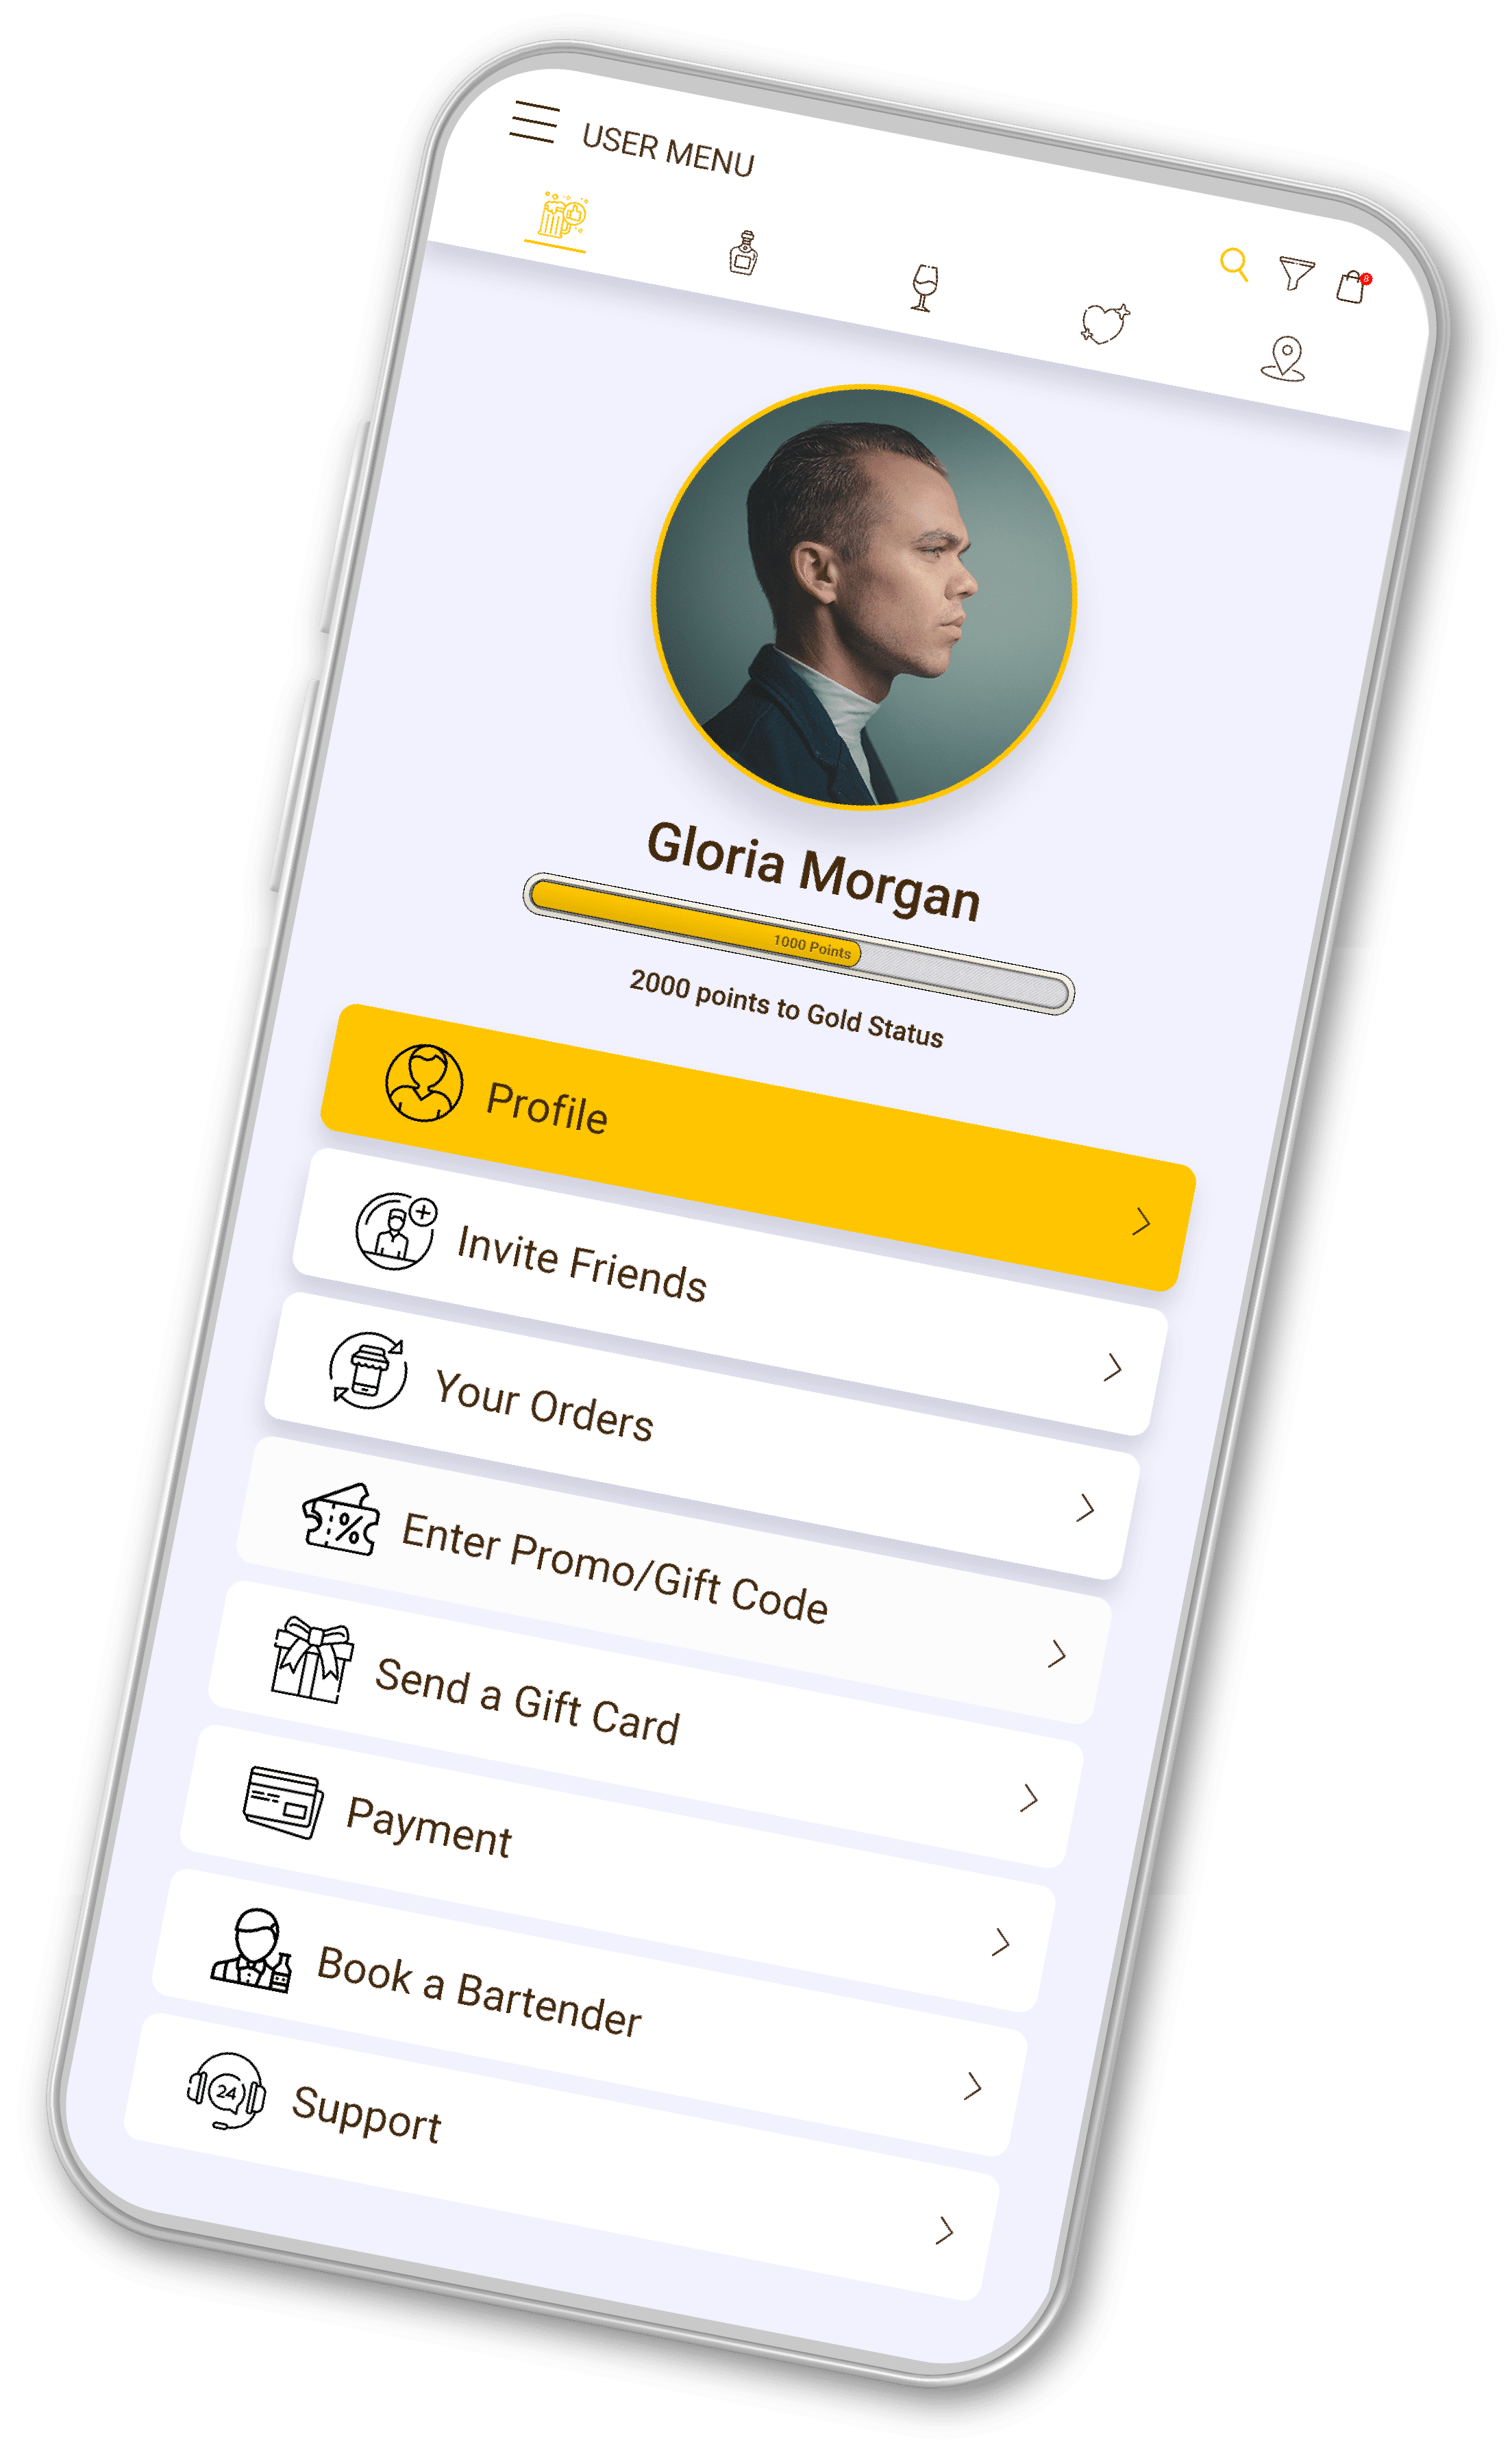 USER MENU
8
Gloria Morgan
1000 Points
2000 points to Gold Status
Profile
Invite Friends
Your Orders
%
Enter Promo/Gift Code
Send a Gift Card
Payment
Book a Bartender
24
Support